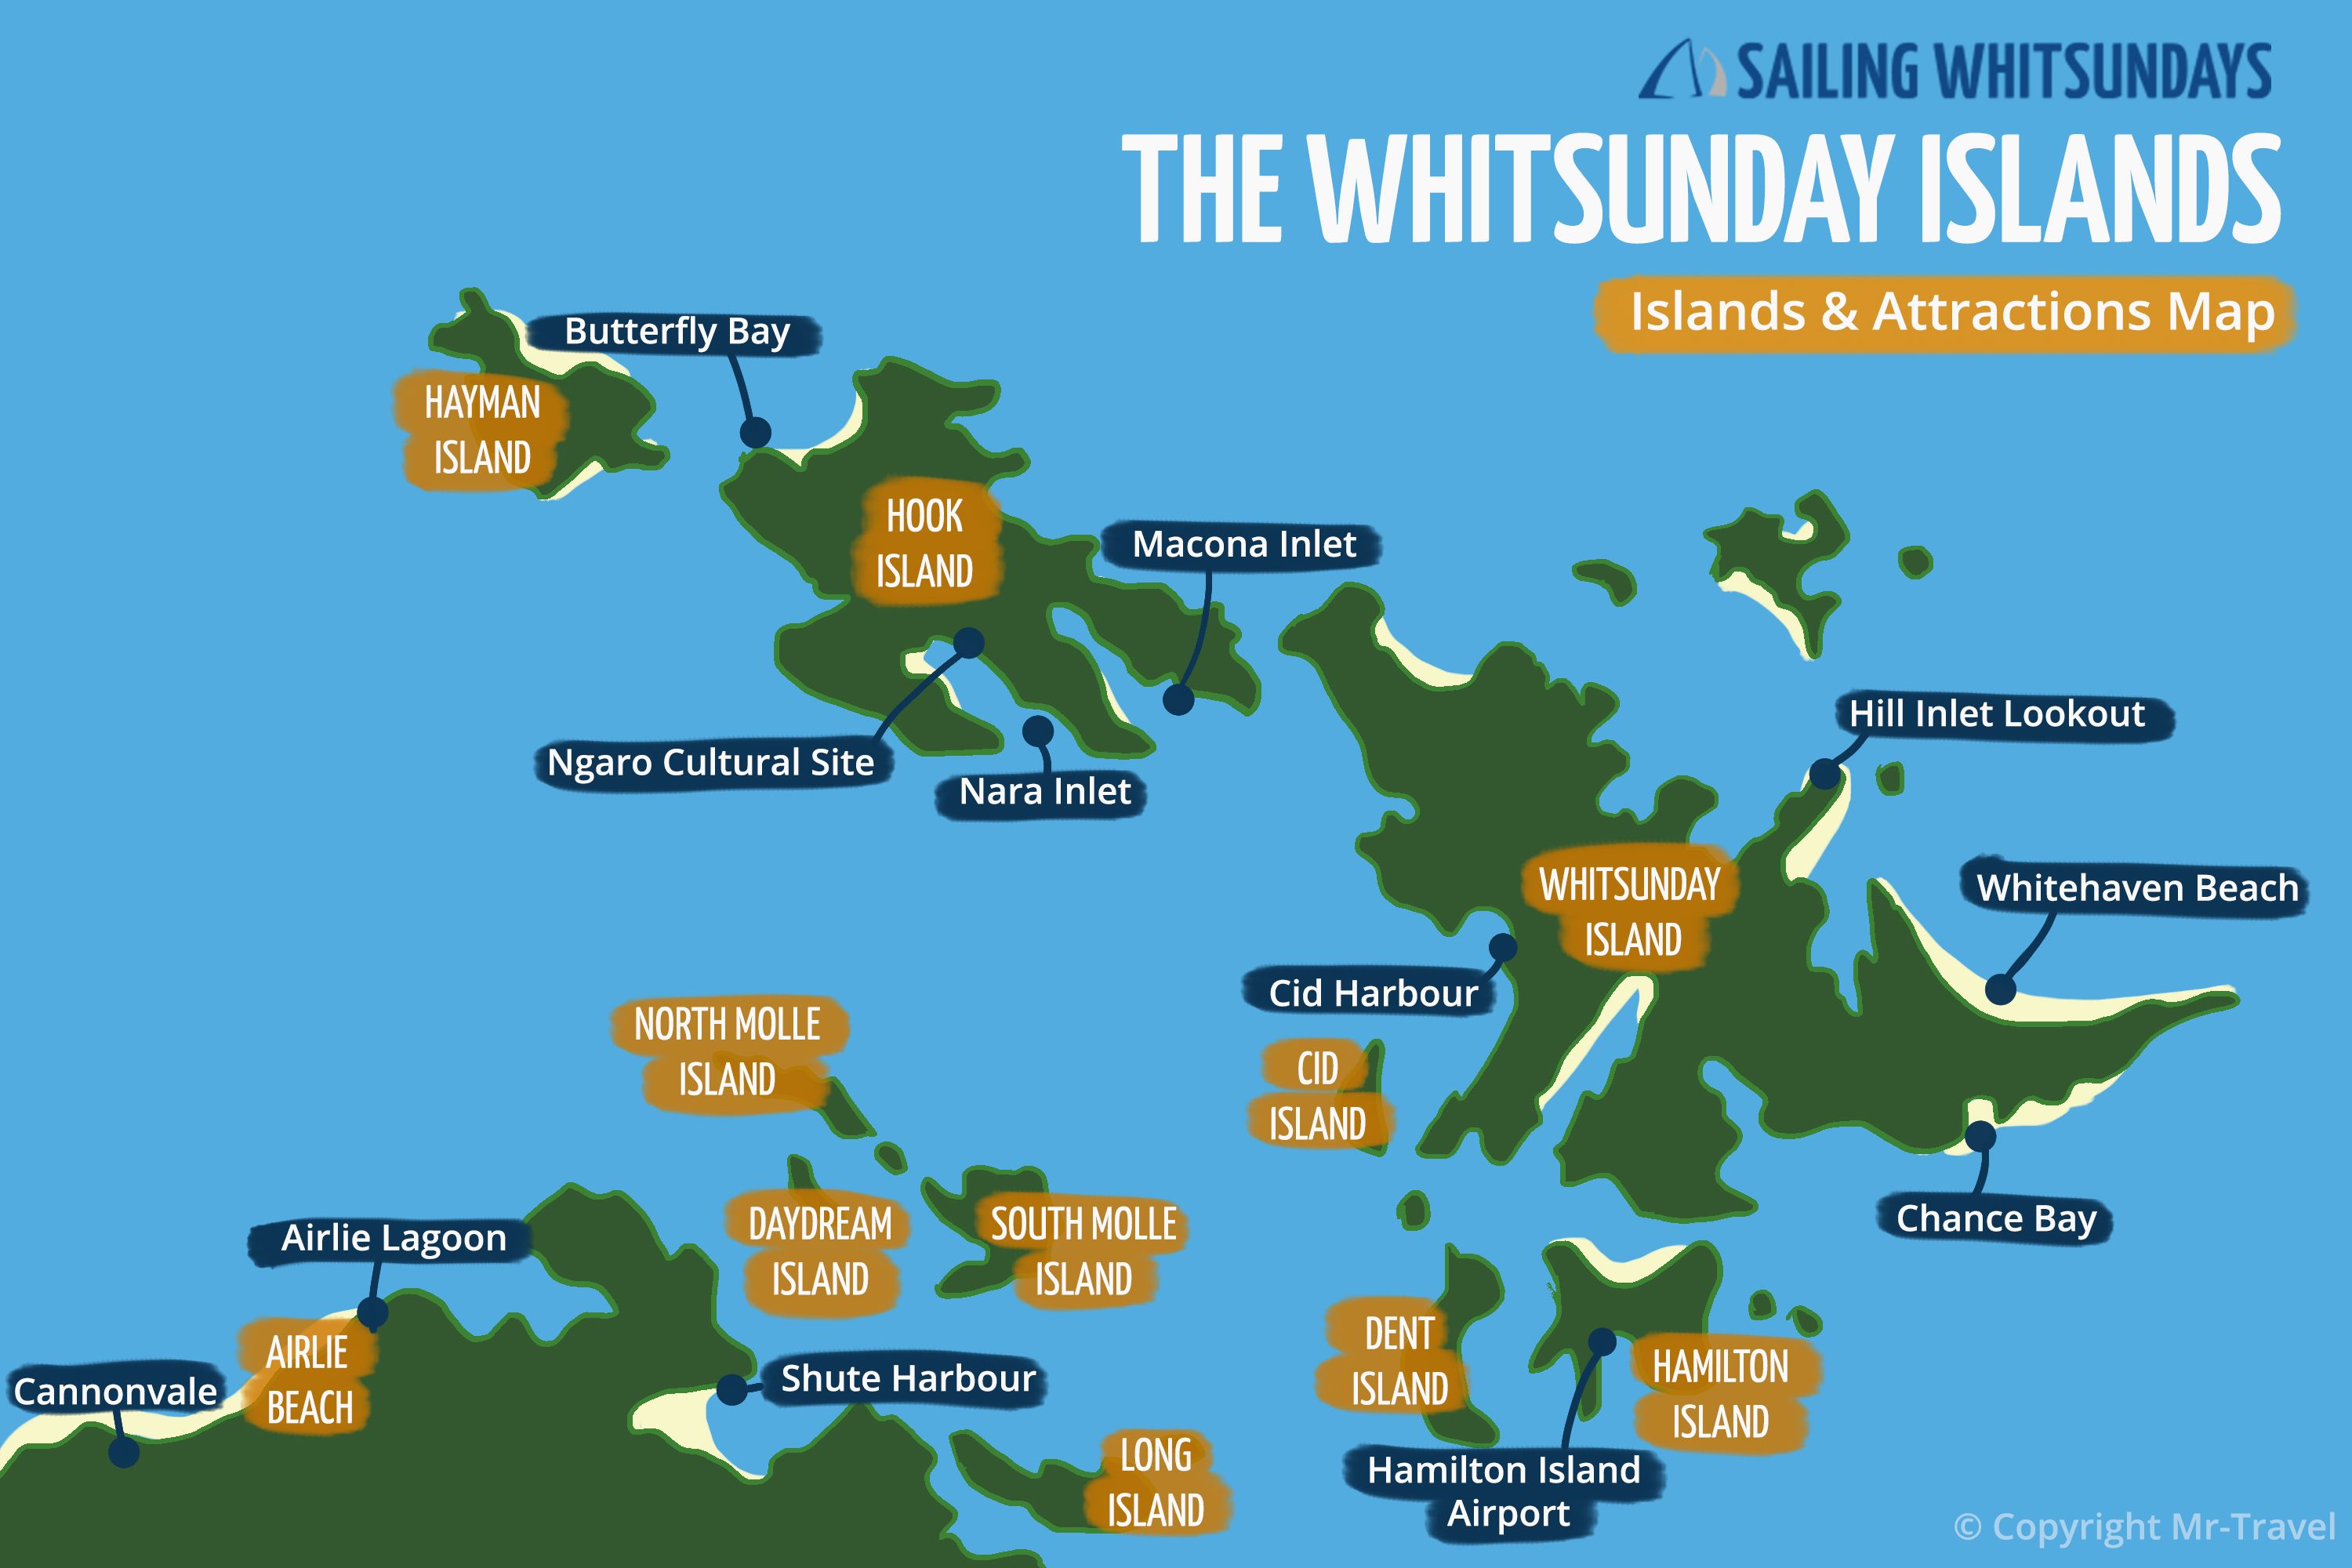 SAILING WHITSUNDAYS
THE WHITSUNDAY ISLANDS
Islands & Attractions Map
Butterfly Bay
HAYMAN
ISLAND
HOOK
ISLAND
Macona Inlet
Ngaro Cultural Site
Nara Inlet
Hill Inlet Lookout
Whitehaven Beach
WHITSUNDAY
ISLAND
Cid Harbour
CID
ISLAND
NORTH MOLLE
ISLAND
Chance Bay
DAYDREAM
ISLAND
SOUTH MOLLE
ISLAND
Airlie Lagoon
AIRLIE
BEACH
Cannonvale
Shute Harbour
DENT
ISLAND
HAMILTON
ISLAND
LONG
ISLAND
Hamilton Island
Airport
© Copyright Mr-Travel